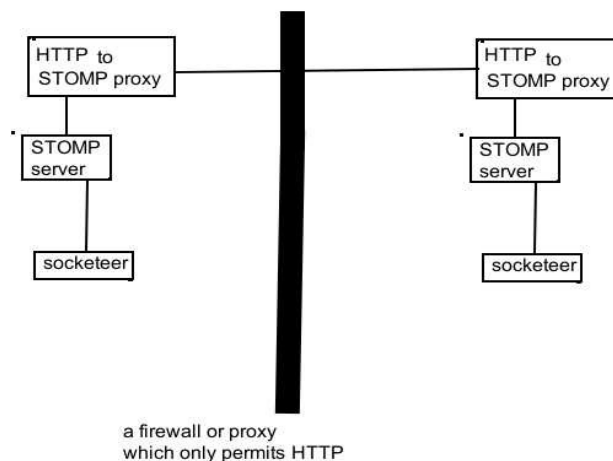 HTTP to
STOMP proxy
STOMP
server
socketeer
HTTP to
STOMP proxy
STOMP
server
socketeer
a firewall or proxy
which only permits HTTP